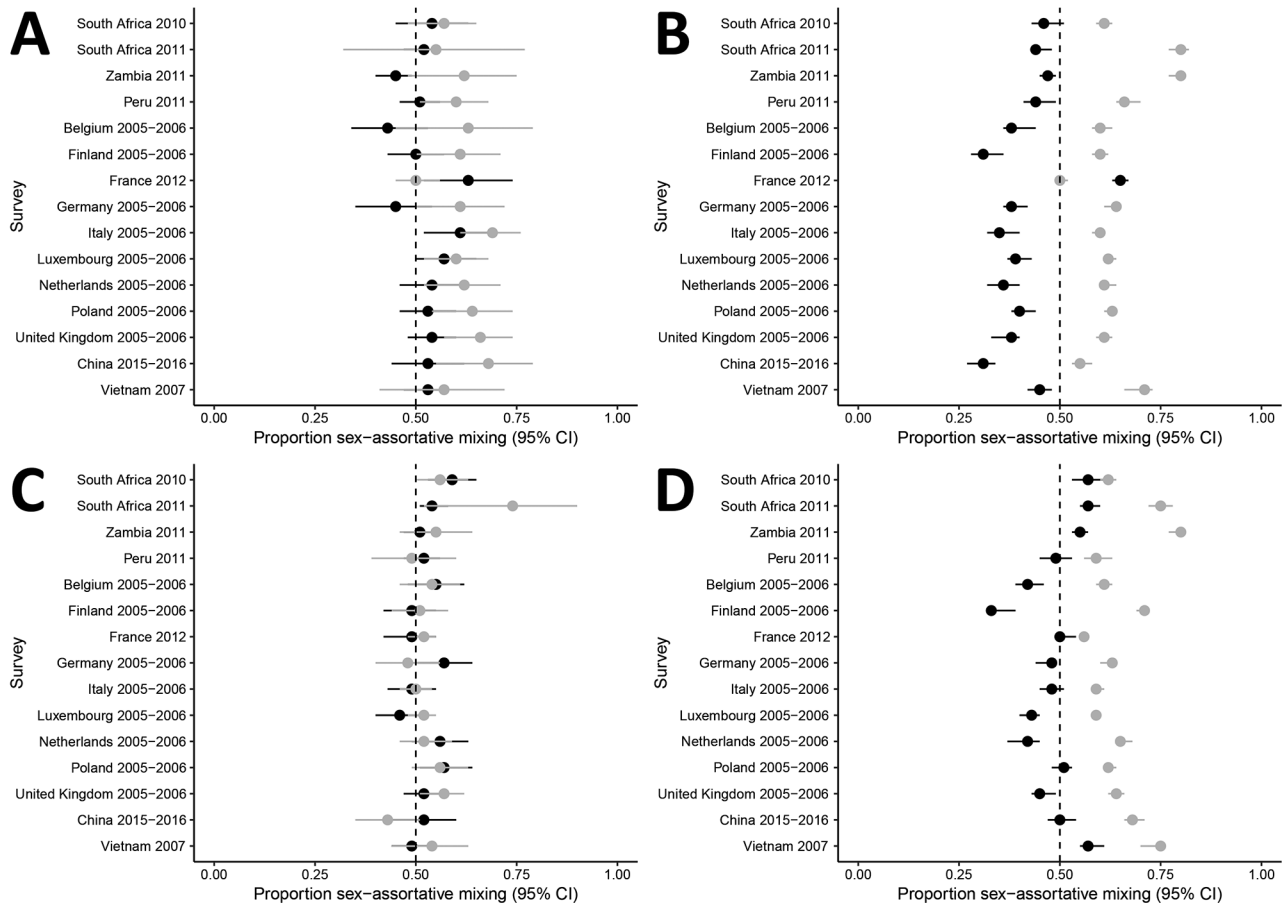 A
South Africa 2010
South Africa 2011
Zambia 2011
Peru 2011
Belgium 2005−2006
Finland 2005−2006
France 2012
Germany 2005−2006
Italy 2005−2006
Luxembourg 2005−2006
Netherlands 2005−2006
Poland 2005−2006
United Kingdom 2005−2006
China 2015−2016
Vietnam 2007
Survey
0.00 0.25 0.50 0.75 1.00
Proportion sex−assortative mixing (95% CI)
B
South Africa 2010
South Africa 2011
Zambia 2011
Peru 2011
Belgium 2005−2006
Finland 2005−2006
France 2012
Germany 2005−2006
Italy 2005−2006
Luxembourg 2005−2006
Netherlands 2005−2006
Poland 2005−2006
United Kingdom 2005−2006
China 2015−2016
Vietnam 2007
Survey
0.00 0.25 0.50 0.75 1.00
Proportion sex−assortative mixing (95% CI)
C
South Africa 2010
South Africa 2011
Zambia 2011
Peru 2011
Belgium 2005−2006
Finland 2005−2006
France 2012
Germany 2005−2006
Italy 2005−2006
Luxembourg 2005−2006
Netherlands 2005−2006
Poland 2005−2006
United Kingdom 2005−2006
China 2015−2016
Vietnam 2007
Survey
0.00 0.25 0.50 0.75 1.00
Proportion sex−assortative mixing (95% CI)
D
South Africa 2010
South Africa 2011
Zambia 2011
Peru 2011
Belgium 2005−2006
Finland 2005−2006
France 2012
Germany 2005−2006
Italy 2005−2006
Luxembourg 2005−2006
Netherlands 2005−2006
Poland 2005−2006
United Kingdom 2005−2006
China 2015−2016
Vietnam 2007
Survey
0.00 0.25 0.50 0.75 1.00
Proportion sex−assortative mixing (95% CI)